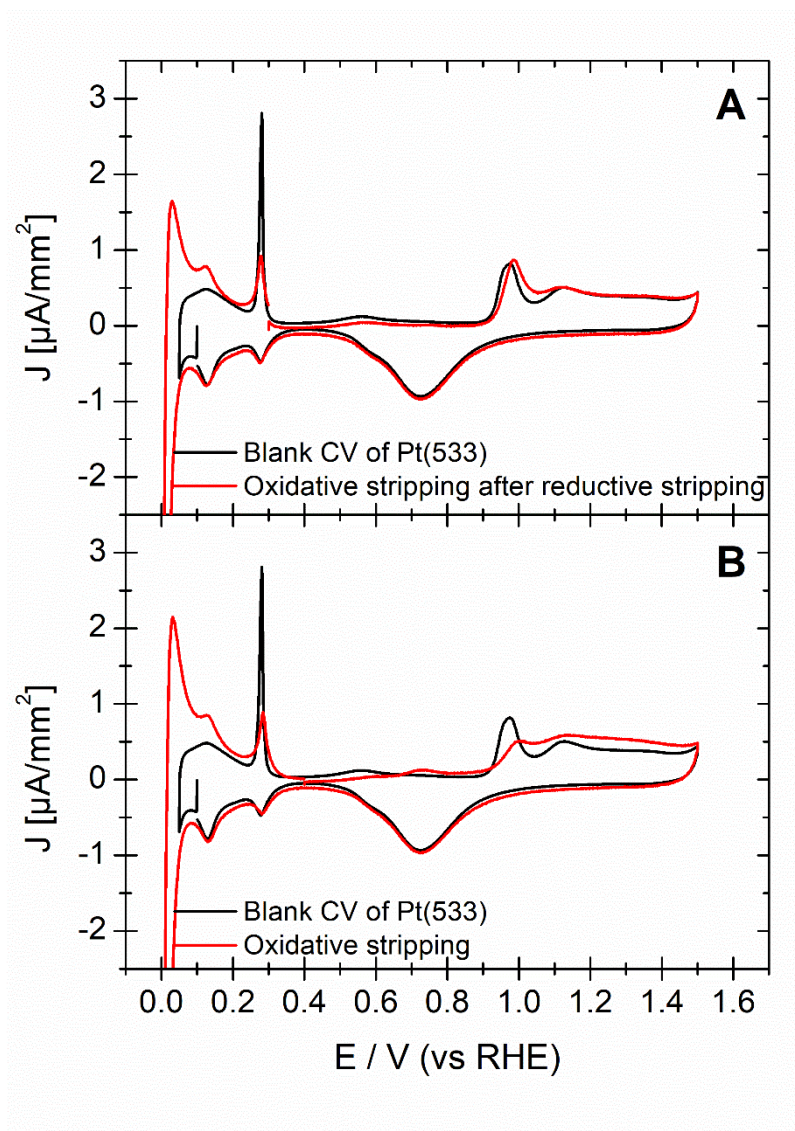 A
3
2
1
0
-1
-2
J [µA/mm²]
Blank CV of Pt(533)
Oxidative stripping after reductive stripping
B
3
2
1
0
-1
-2
J [µA/mm²]
Blank CV of Pt(533)
Oxidative stripping
0.0 0.2 0.4 0.6 0.8 1.0 1.2 1.4 1.6
E / V (vs RHE)